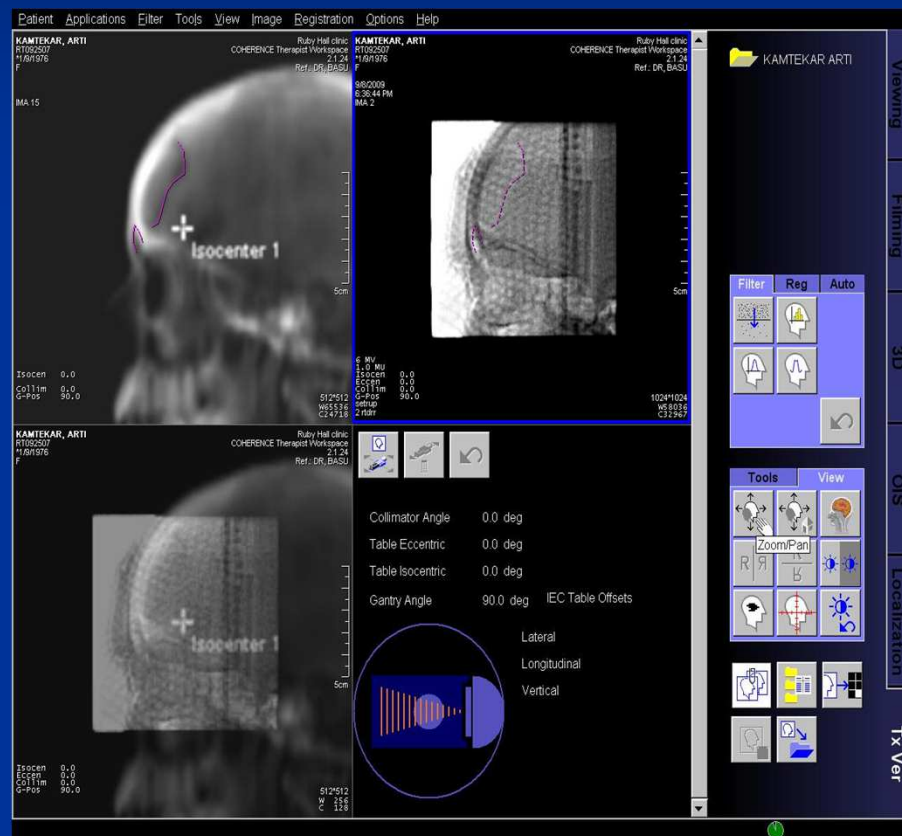 Patient Applications Filter Tools View Image Registration Options Help
KAMTEKAR, ARTI
RT092507
*1/9/1976
F
IMA 15
Ruby Hall clinic
COHERENCE Therapist Workspace
2.1.24
Ref.: DR, BASU
Isocenter 1
5cm
Isocen 0.0
Collim 0.0
G-Pos 90.0
512*512
W65536
C24718
KAMTEKAR, ARTI
RT092507
*1/9/1976
F
9/8/2009
6:36:44 PM
IMA 2
Ruby Hall clinic
COHERENCE Therapist Workspace
2.1.24
Ref.: DR, BASU
5cm
6 MV
1.0 MU
Isocen 0.0
Eccen 0.0
Collim 0.0
G-Pos 90.0
setrup
2 rtdrr
1024*1024
W58036
C32967
KAMTEKAR, ARTI
RT092507
*1/9/1976
F
Ruby Hall clinic
COHERENCE Therapist Workspace
2.1.24
Ref.: DR, BASU
Isocenter 1
5cm
Isocen 0.0
Eccen 0.0
Collim 0.0
G-Pos 90.0
512*512
W 256
C 128
Collimator Angle 0.0 deg
Table Eccentric 0.0 deg
Table Isocentric 0.0 deg
Gantry Angle 90.0 deg
IEC Table Offsets
Lateral
Longitudinal
Vertical
KAMTEKAR ARTI
Filter Reg Auto
Tools View
Zoom/Pan
Viewing
Filming
3D
OIS
Localization
Tx Ver